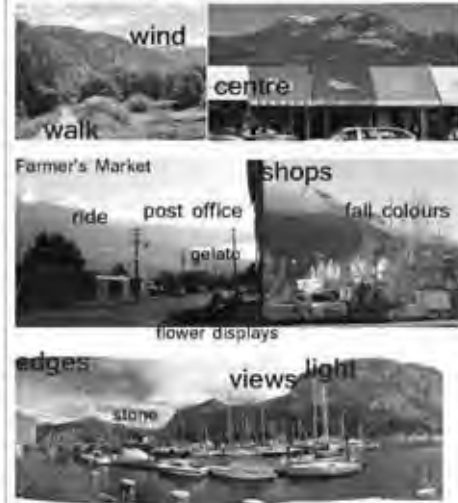 wind
centre
walk
Farmer's Market
shops
ride
post office
fall colours
gelato
flower displays
edges
views
light
stone